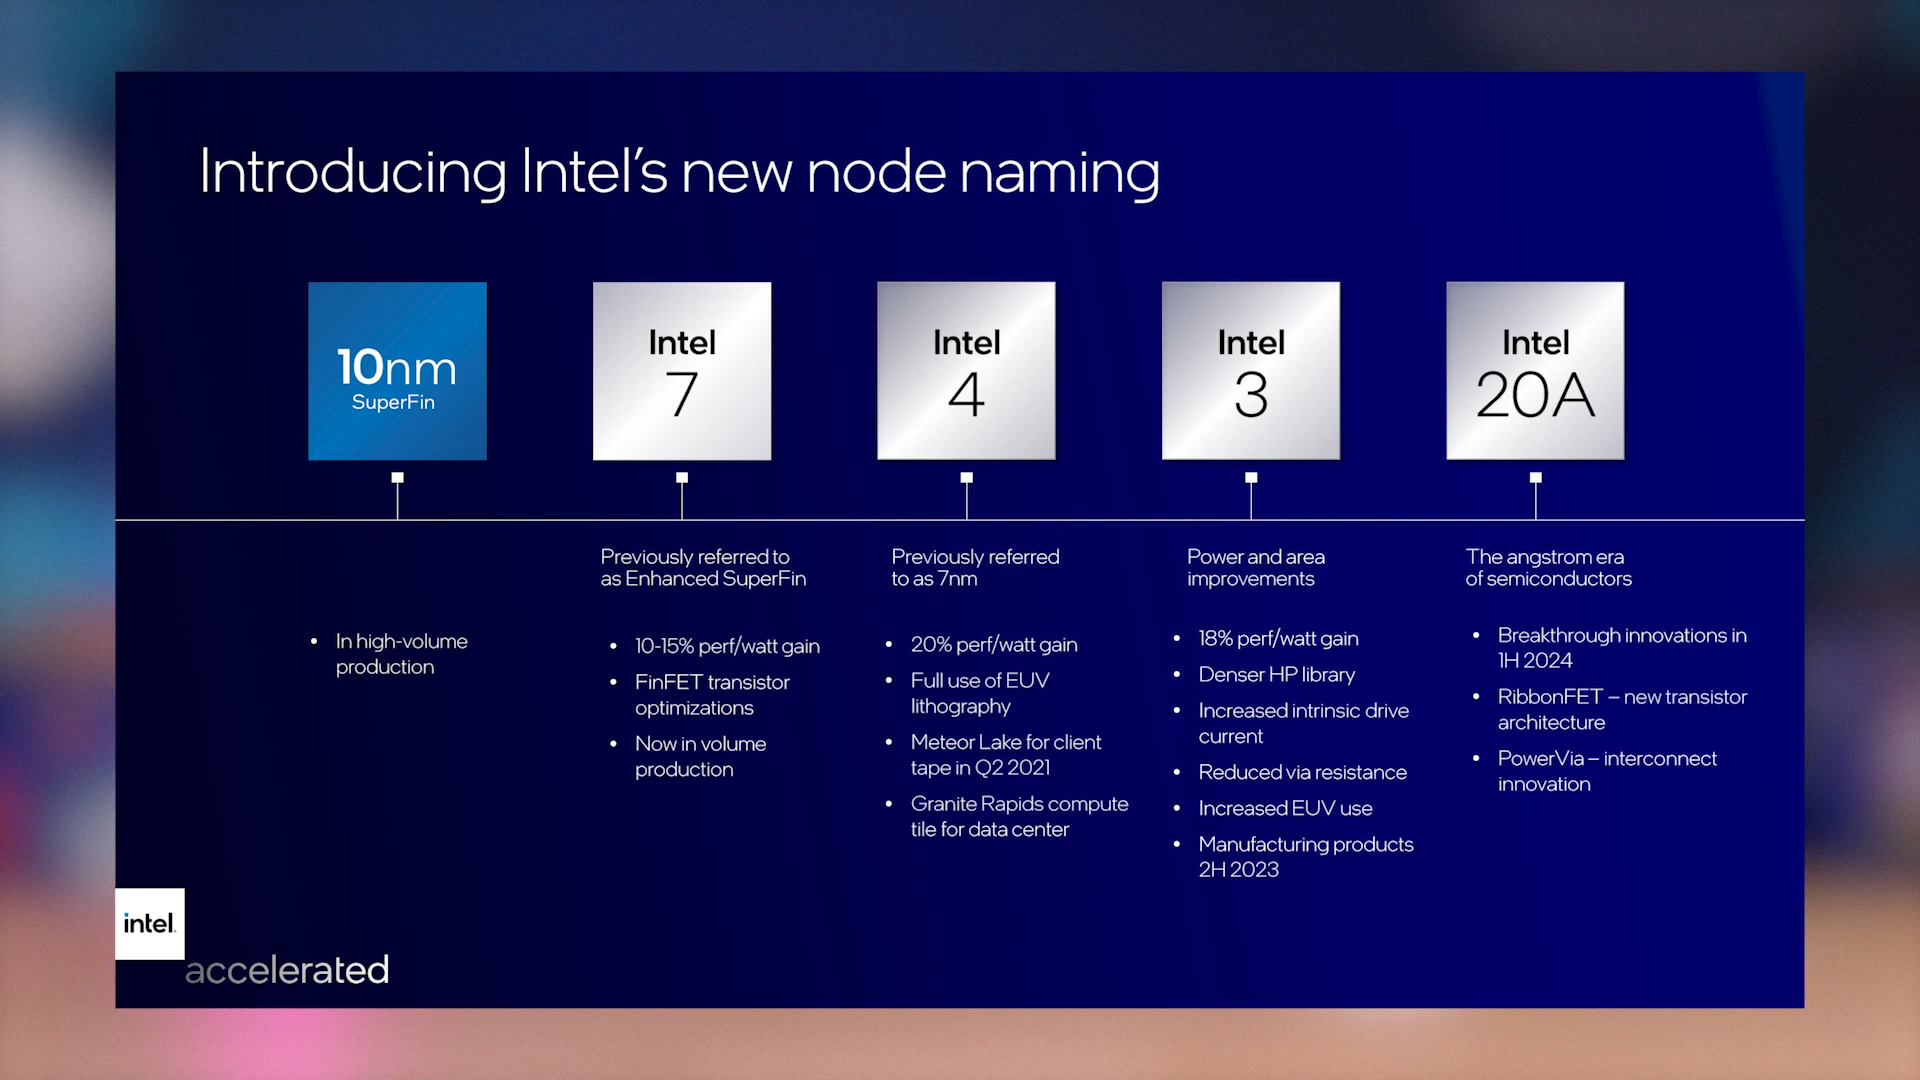 Introducing Intel's new node naming
10nm
SuperFin
Intel
7
Intel
4
Intel
3
Intel
20A
Previously referred to
as Enhanced SuperFin
Previously referred
to as 7nm
Power and area
improvements
The angstrom era
of semiconductors
• In high-volume
production
• 10-15% perf/watt gain
• FinFET transistor
optimizations
• Now in volume
production
• 20% perf/watt gain
• Full use of EUV
lithography
• Meteor Lake for client
tape in Q2 2021
• Granite Rapids compute
tile for data center
• 18% perf/watt gain
• Denser HP library
• Increased intrinsic drive
current
• Reduced via resistance
• Increased EUV use
• Manufacturing products
2H 2023
• Breakthrough innovations in
1H 2024
• RibbonFET – new transistor
architecture
• PowerVia – interconnect
innovation
intel.
accelerated